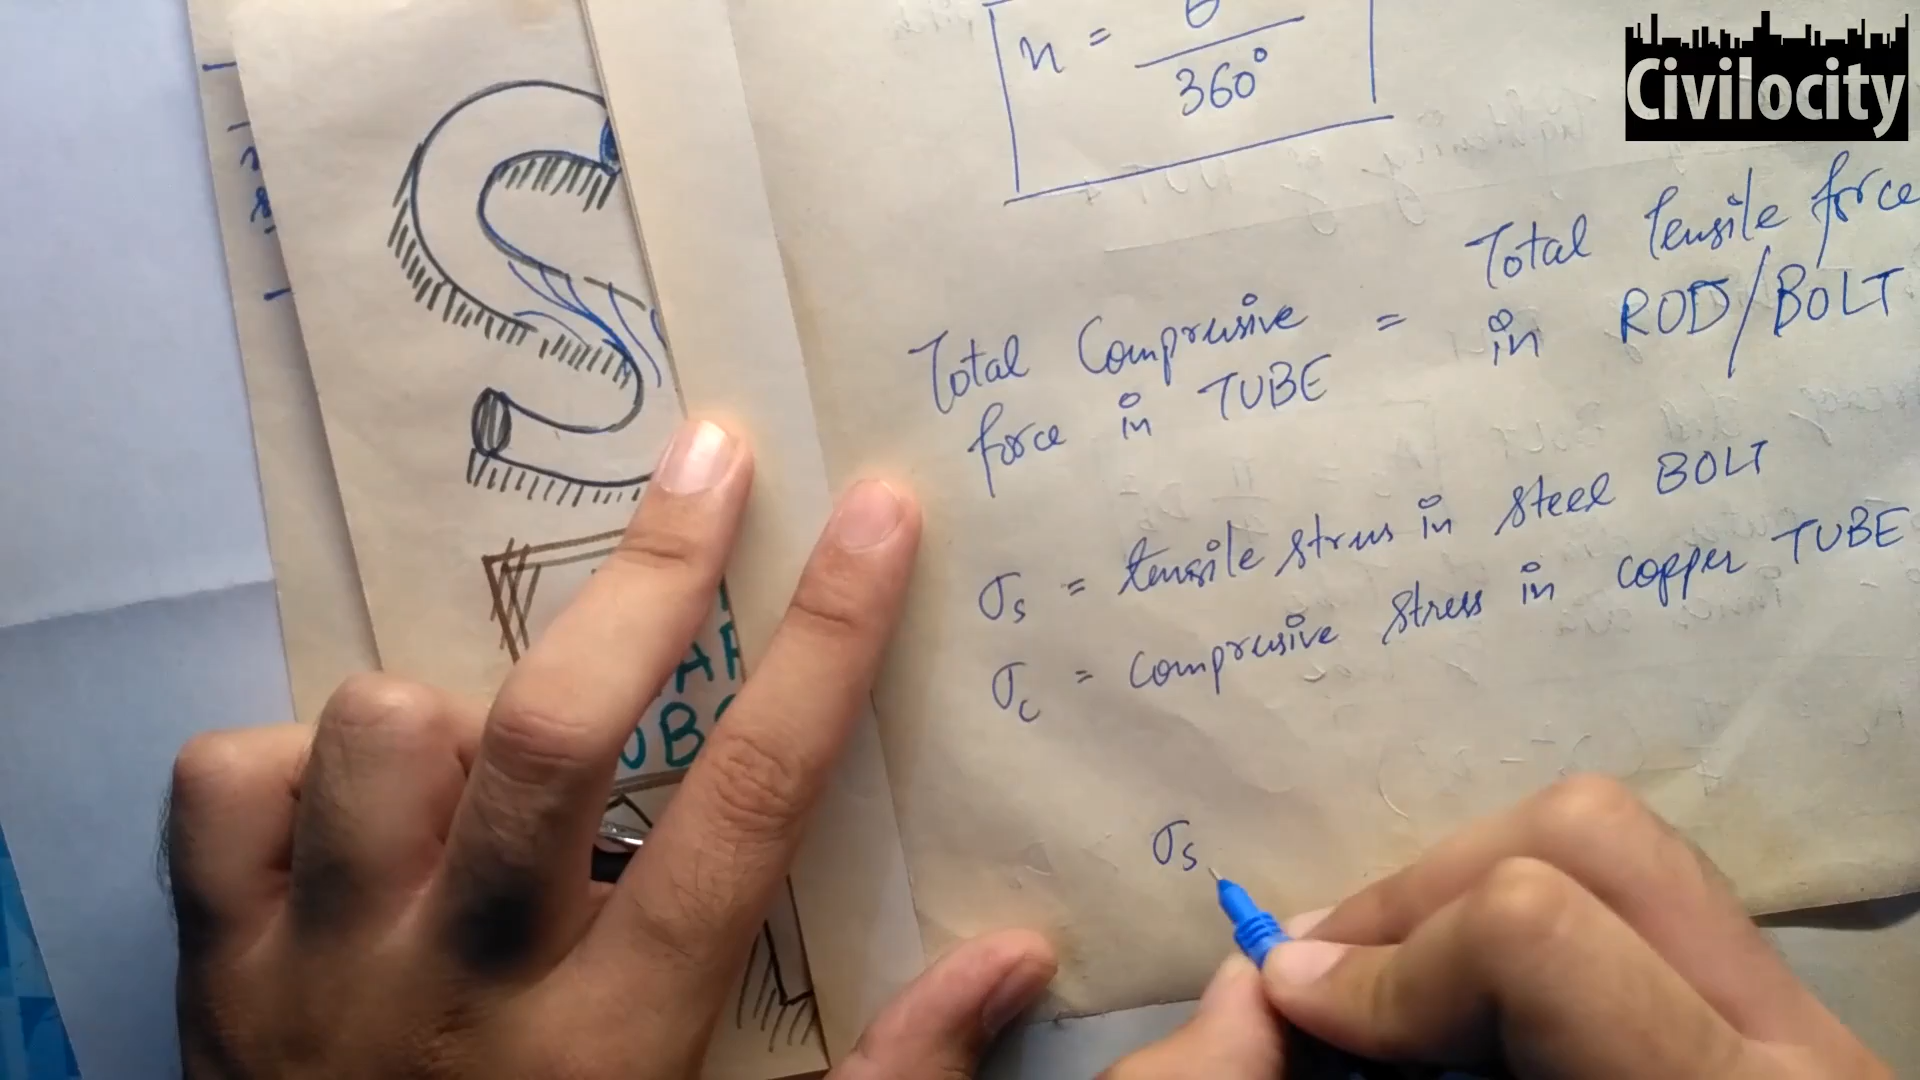 Civilocity
n = θ / 360°
Total Compressive force in TUBE = Total tensile force in ROD/BOLT
σs = tensile stress in steel BOLT
σc = compressive stress in copper TUBE
σs